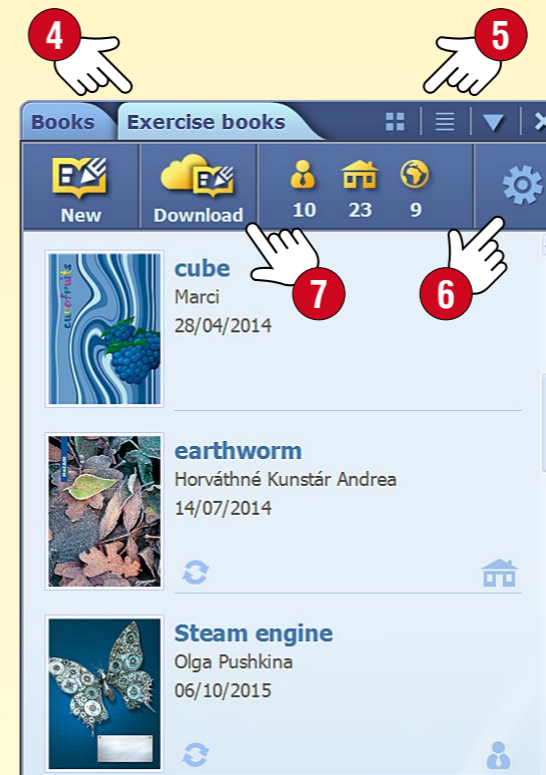 4
5
Books Exercise books
New Download 10 23 9
7
6
eurofruits
cube
Marci
28/04/2014
earthworm
Horváthné Kunstár Andrea
14/07/2014
Steam engine
Olga Pushkina
06/10/2015